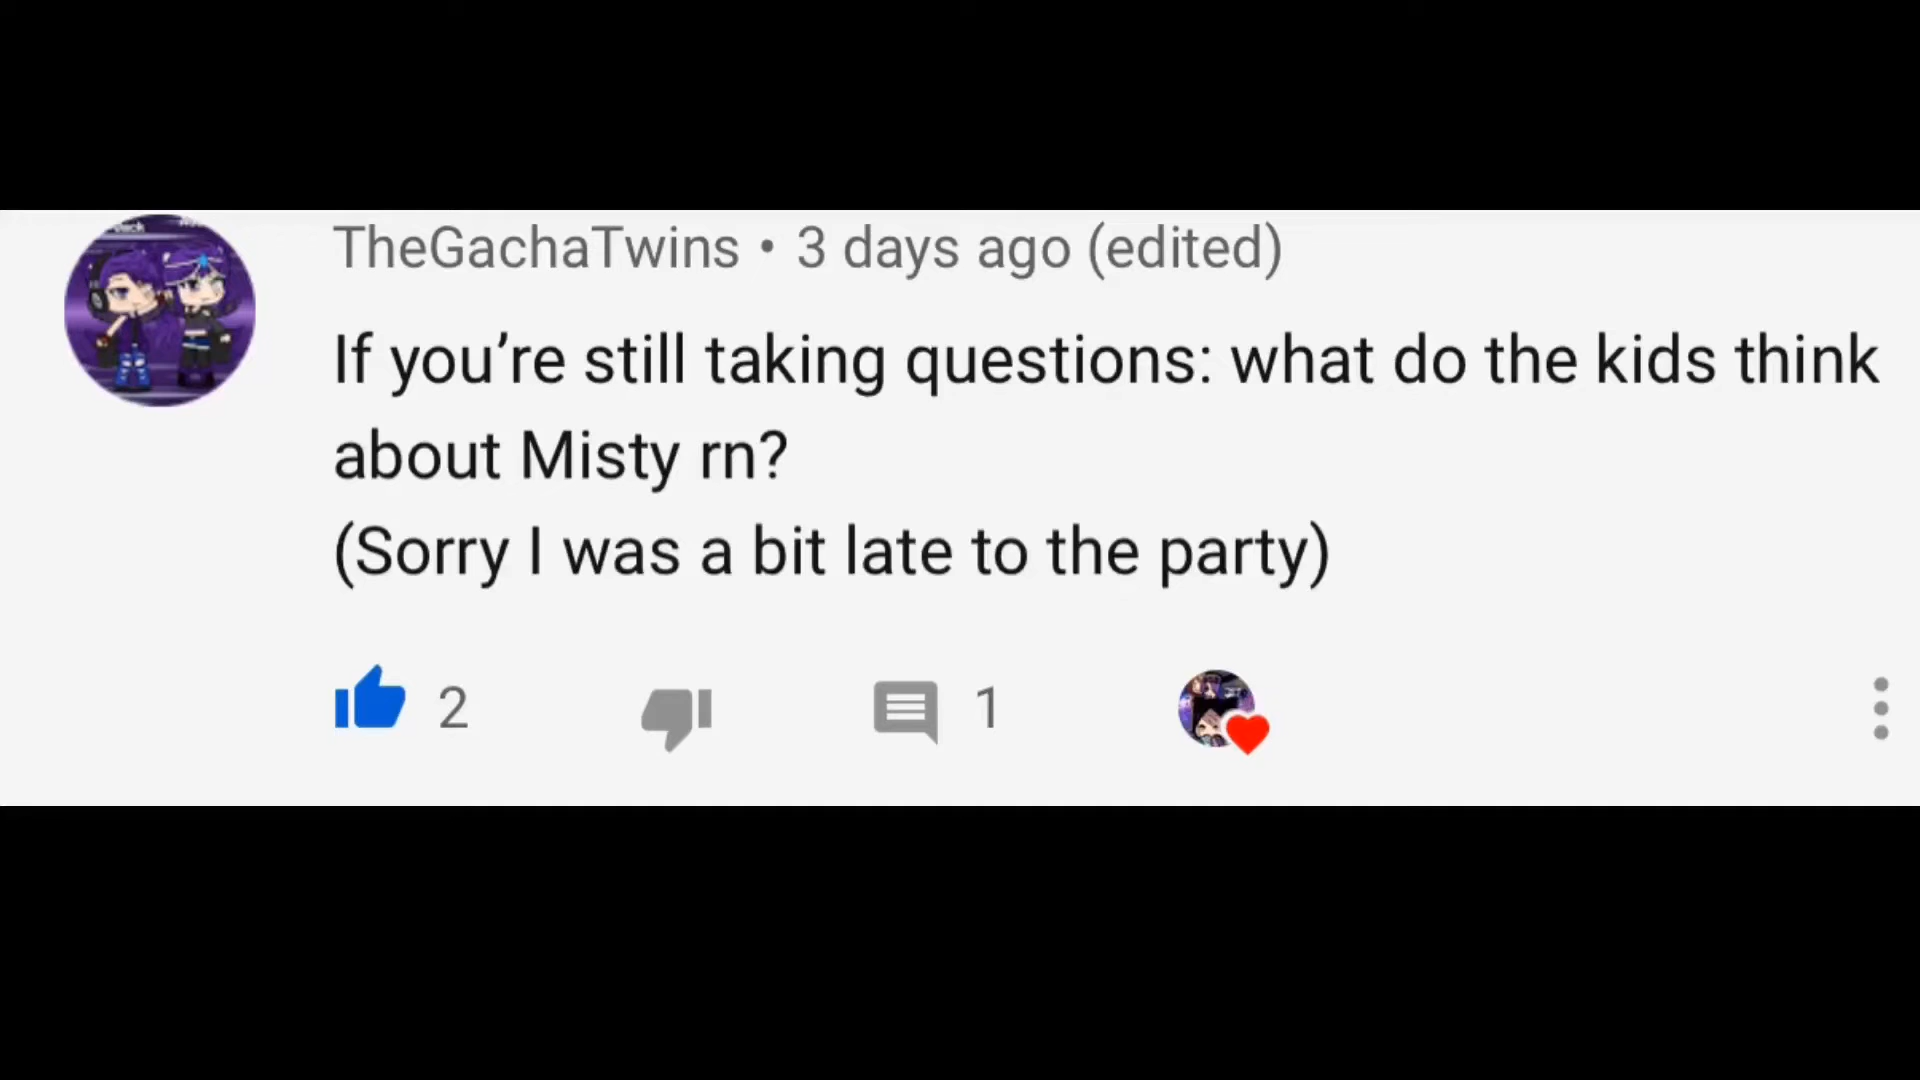 TheGachaTwins • 3 days ago (edited)
If you’re still taking questions: what do the kids think
about Misty rn?
(Sorry I was a bit late to the party)
2
1